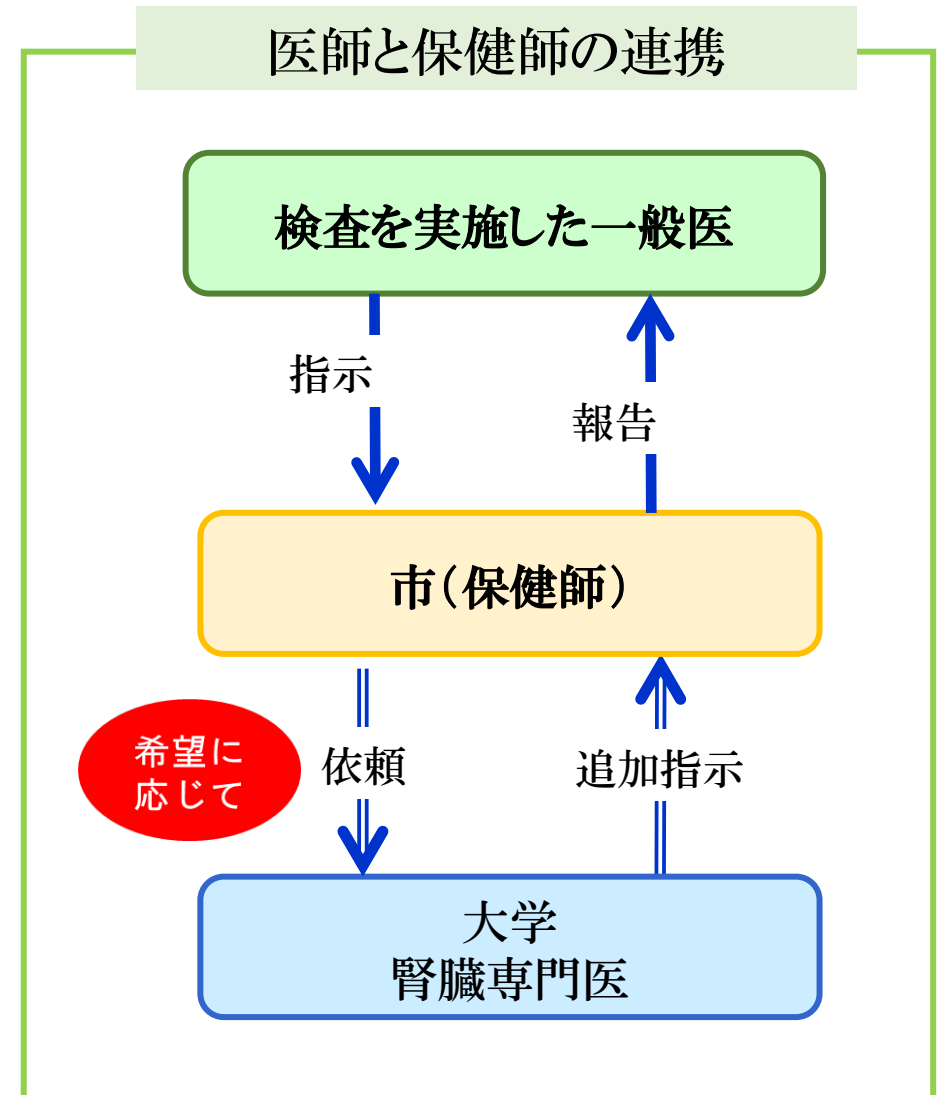 医師と保健師の連携
検査を実施した一般医
指示
報告
市（保健師）
希望に
応じて
依頼
追加指示
大学
腎臓専門医